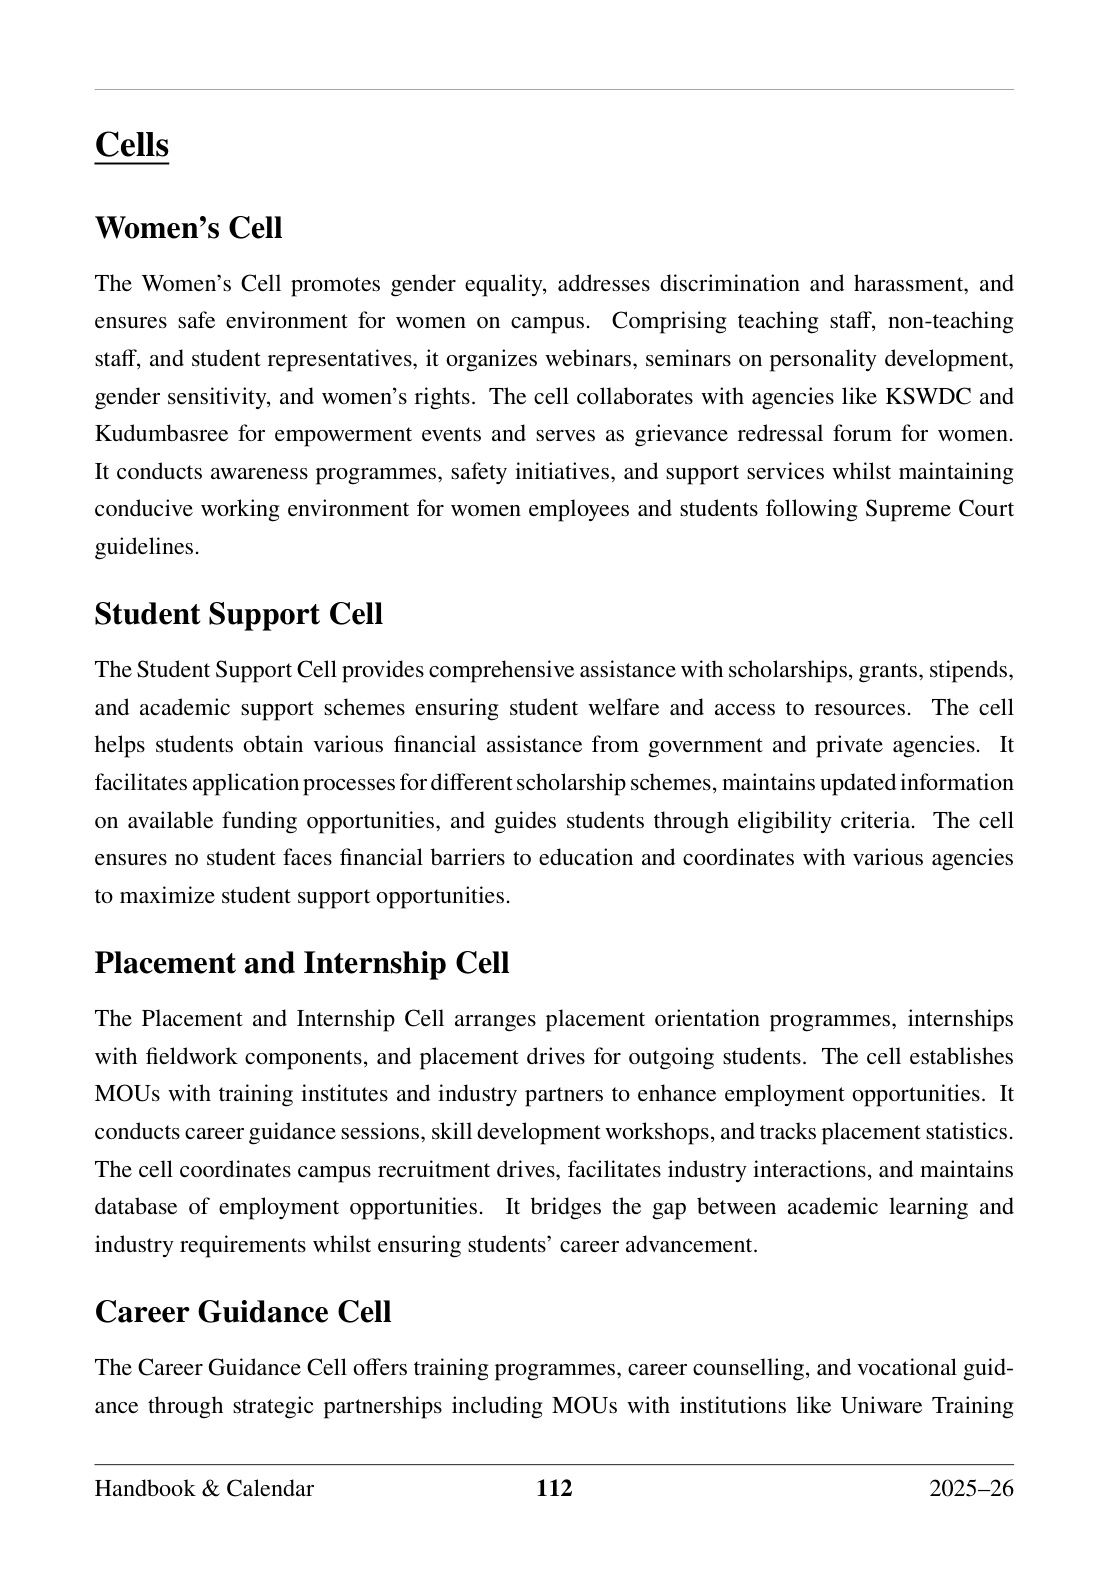 Cells
Women’s Cell
The Women’s Cell promotes gender equality, addresses discrimination and harassment, and
ensures safe environment for women on campus. Comprising teaching staff, non-teaching
staff, and student representatives, it organizes webinars, seminars on personality development,
gender sensitivity, and women’s rights. The cell collaborates with agencies like KSWDC and
Kudumbasree for empowerment events and serves as grievance redressal forum for women.
It conducts awareness programmes, safety initiatives, and support services whilst maintaining
conducive working environment for women employees and students following Supreme Court
guidelines.
Student Support Cell
The Student Support Cell provides comprehensive assistance with scholarships, grants, stipends,
and academic support schemes ensuring student welfare and access to resources. The cell
helps students obtain various financial assistance from government and private agencies. It
facilitates application processes for different scholarship schemes, maintains updated information
on available funding opportunities, and guides students through eligibility criteria. The cell
ensures no student faces financial barriers to education and coordinates with various agencies
to maximize student support opportunities.
Placement and Internship Cell
The Placement and Internship Cell arranges placement orientation programmes, internships
with fieldwork components, and placement drives for outgoing students. The cell establishes
MOUs with training institutes and industry partners to enhance employment opportunities. It
conducts career guidance sessions, skill development workshops, and tracks placement statistics.
The cell coordinates campus recruitment drives, facilitates industry interactions, and maintains
database of employment opportunities. It bridges the gap between academic learning and
industry requirements whilst ensuring students’ career advancement.
Career Guidance Cell
The Career Guidance Cell offers training programmes, career counselling, and vocational guid-
ance through strategic partnerships including MOUs with institutions like Uniware Training
Handbook & Calendar 112 2025–26